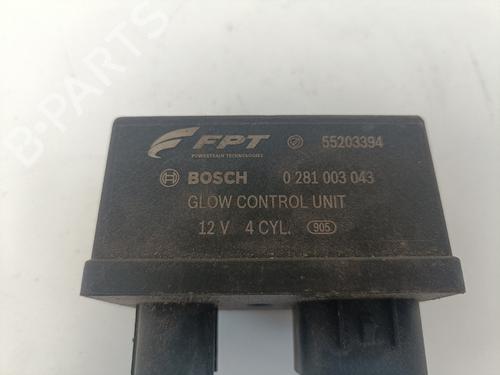 B-PARTS
FPT 55203394
POWERTRAIN TECHNOLOGIES
BOSCH 0 281 003 043
GLOW CONTROL UNIT
12 V 4 CYL. 905